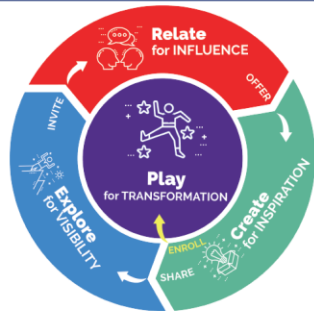 Relate
for INFLUENCE
OFFER
Create
for INSPIRATION
SHARE
Explore
for VISIBILITY
INVITE
Play
for TRANSFORMATION
ENROLL